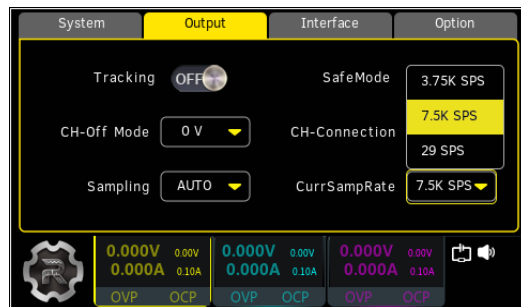 System Output Interface Option
Tracking OFF SafeMode 3.75K SPS
7.5K SPS
CH-Off Mode 0 V CH-Connection
29 SPS
Sampling AUTO CurrSampRate 7.5K SPS
0.000V 0.00V 0.000V 0.00V 0.000V 0.00V
0.000A 0.10A 0.000A 0.10A 0.000A 0.10A
OVP OCP OVP OCP OVP OCP